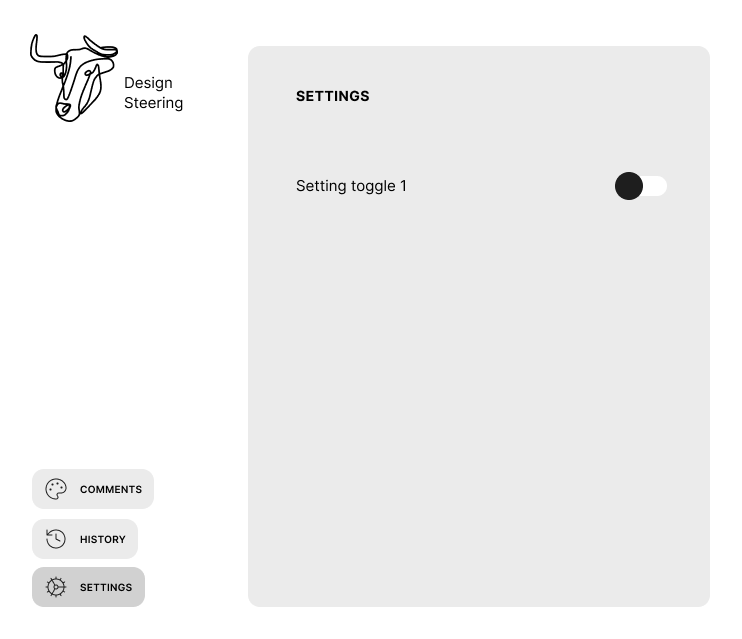 Design
Steering
SETTINGS
Setting toggle 1
COMMENTS
HISTORY
SETTINGS